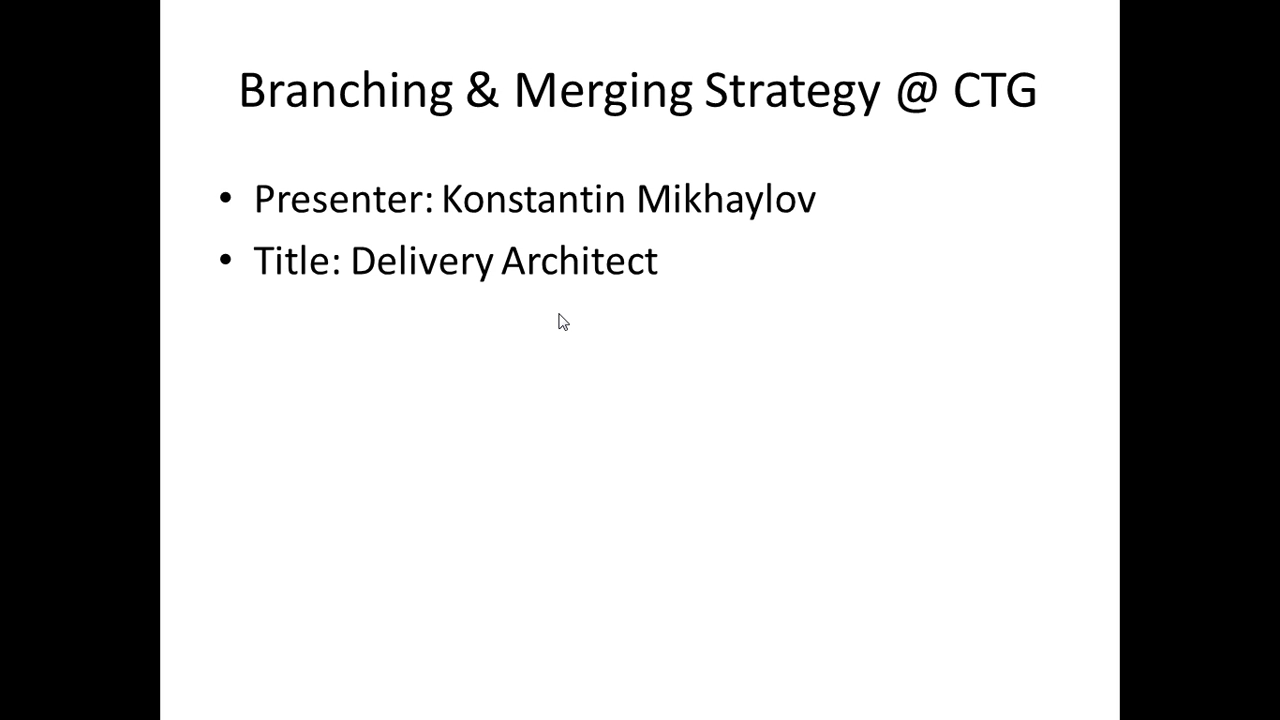 Branching & Merging Strategy @ CTG
• Presenter: Konstantin Mikhaylov
• Title: Delivery Architect